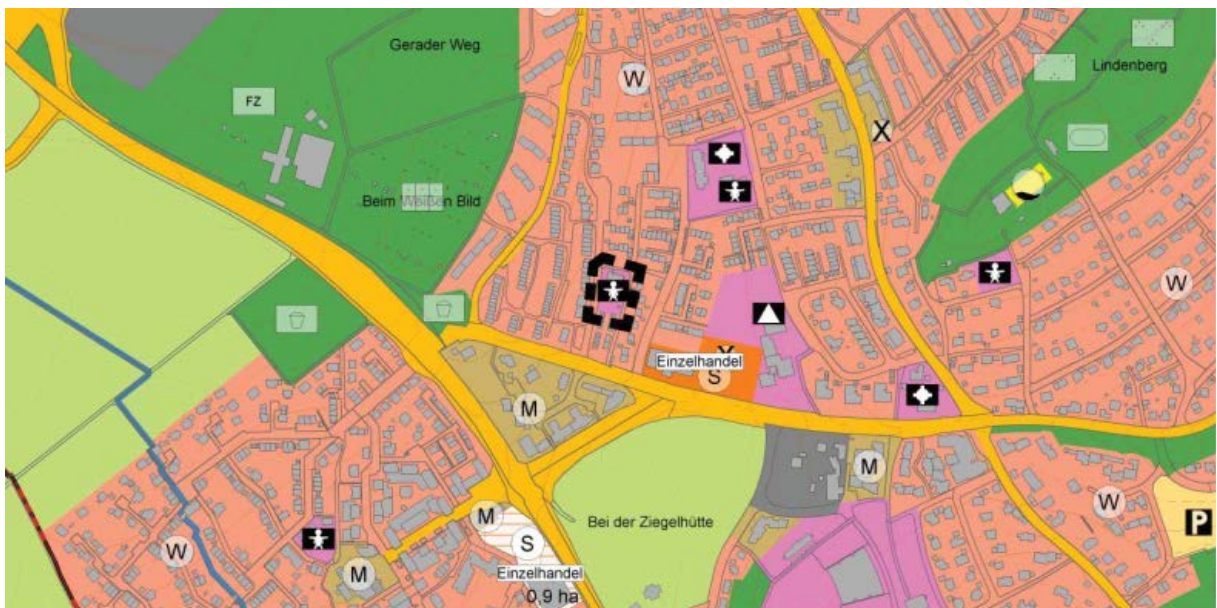 Gerader Weg
W
Lindenberg
FZ
X
Beim Weißen Bild
W
X
Einzelhandel
S
M
M
W
P
M
Bei der Ziegelhütte
S
W
Einzelhandel
M
0,9 ha